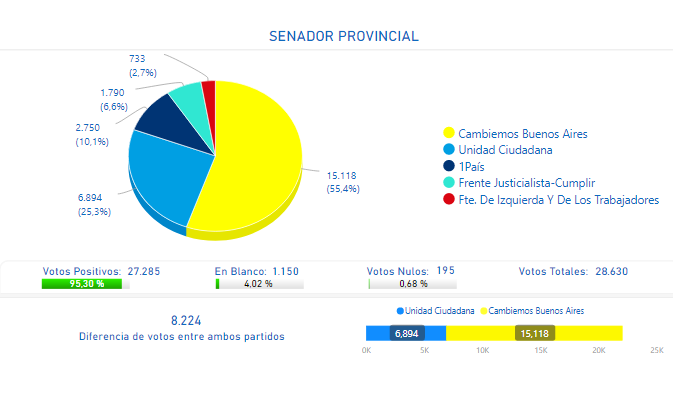 SENADOR PROVINCIAL
733
(2,7%)
1.790
(6,6%)
2.750
(10,1%)
6.894
(25,3%)
15.118
(55,4%)
Cambiemos Buenos Aires
Unidad Ciudadana
1País
Frente Justicialista-Cumplir
Fte. De Izquierda Y De Los Trabajadores
Votos Positivos: 27.285
95,30 %
En Blanco: 1.150
4,02 %
Votos Nulos: 195
0,68 %
Votos Totales: 28.630
8.224
Diferencia de votos entre ambos partidos
Unidad Ciudadana Cambiemos Buenos Aires
6,894 15,118
0K 5K 10K 15K 20K 25K